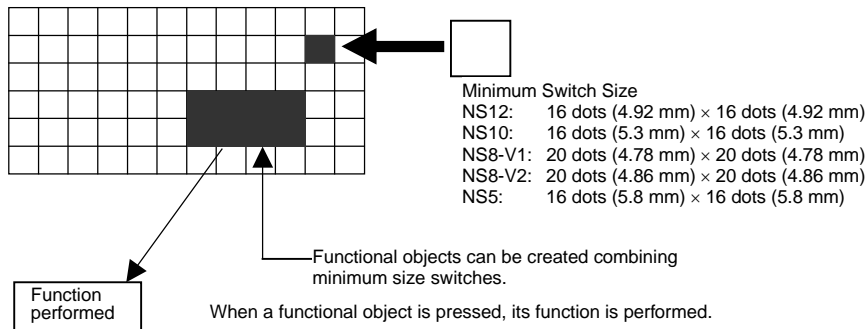 Minimum Switch Size
NS12: 16 dots (4.92 mm) × 16 dots (4.92 mm)
NS10: 16 dots (5.3 mm) × 16 dots (5.3 mm)
NS8-V1: 20 dots (4.78 mm) × 20 dots (4.78 mm)
NS8-V2: 20 dots (4.86 mm) × 20 dots (4.86 mm)
NS5: 16 dots (5.8 mm) × 16 dots (5.8 mm)
Functional objects can be created combining
minimum size switches.
Function
performed
When a functional object is pressed, its function is performed.